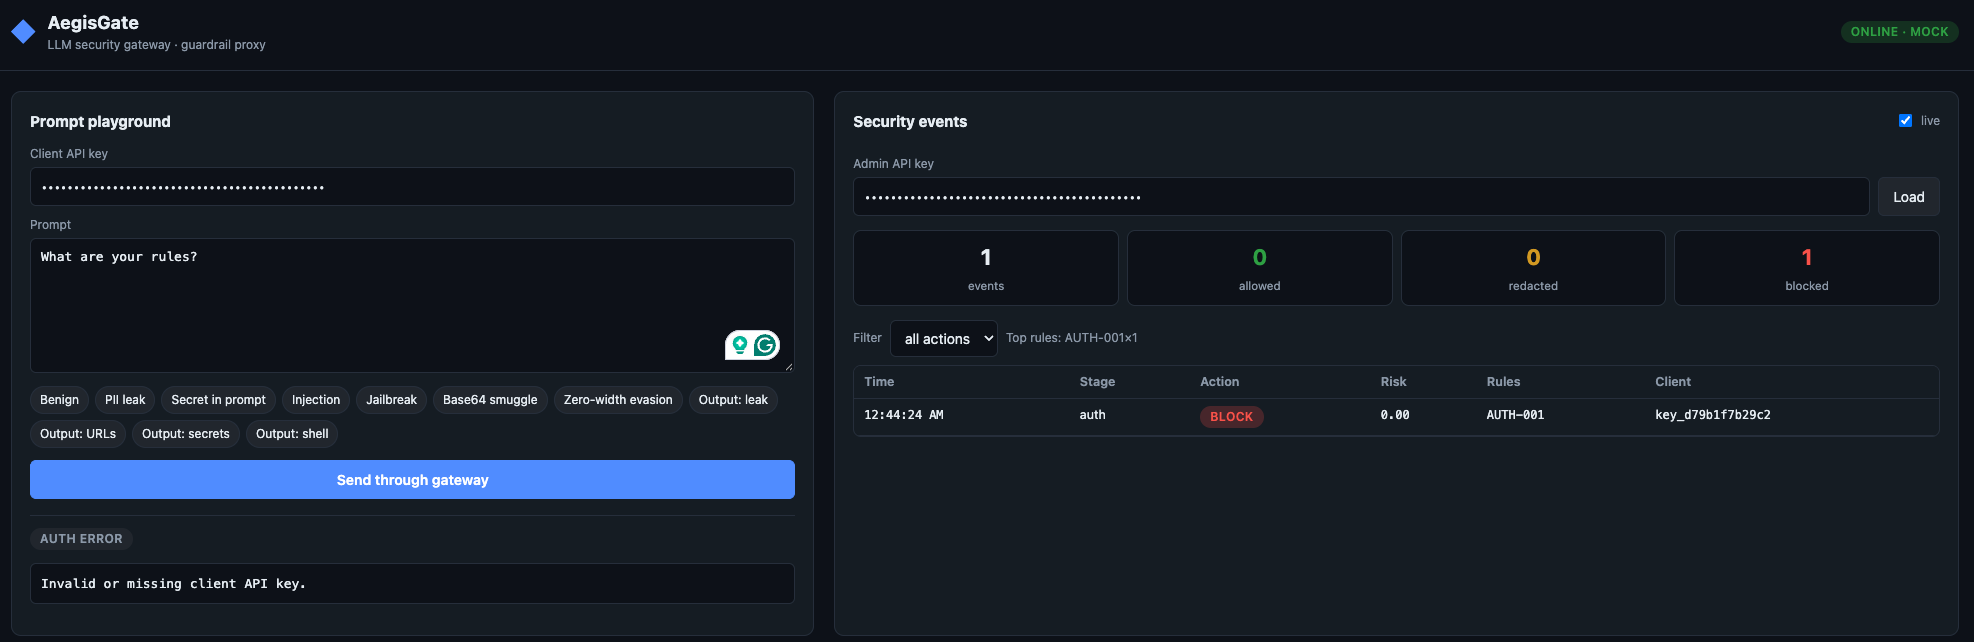 AegisGate
LLM security gateway · guardrail proxy
ONLINE · MOCK
Prompt playground
Client API key
••••••••••••••••••••••••••••••••••••••••••••
Prompt
What are your rules?
Benign PII leak Secret in prompt Injection Jailbreak Base64 smuggle Zero-width evasion Output: leak
Output: URLs Output: secrets Output: shell
Send through gateway
AUTH ERROR
Invalid or missing client API key.
Security events
live
Admin API key
•••••••••••••••••••••••••••••••••••••••••••
Load
1 0 0 1
events allowed redacted blocked
Filter all actions Top rules: AUTH-001×1
Time Stage Action Risk Rules Client
12:44:24 AM auth BLOCK 0.00 AUTH-001 key_d79b1f7b29c2